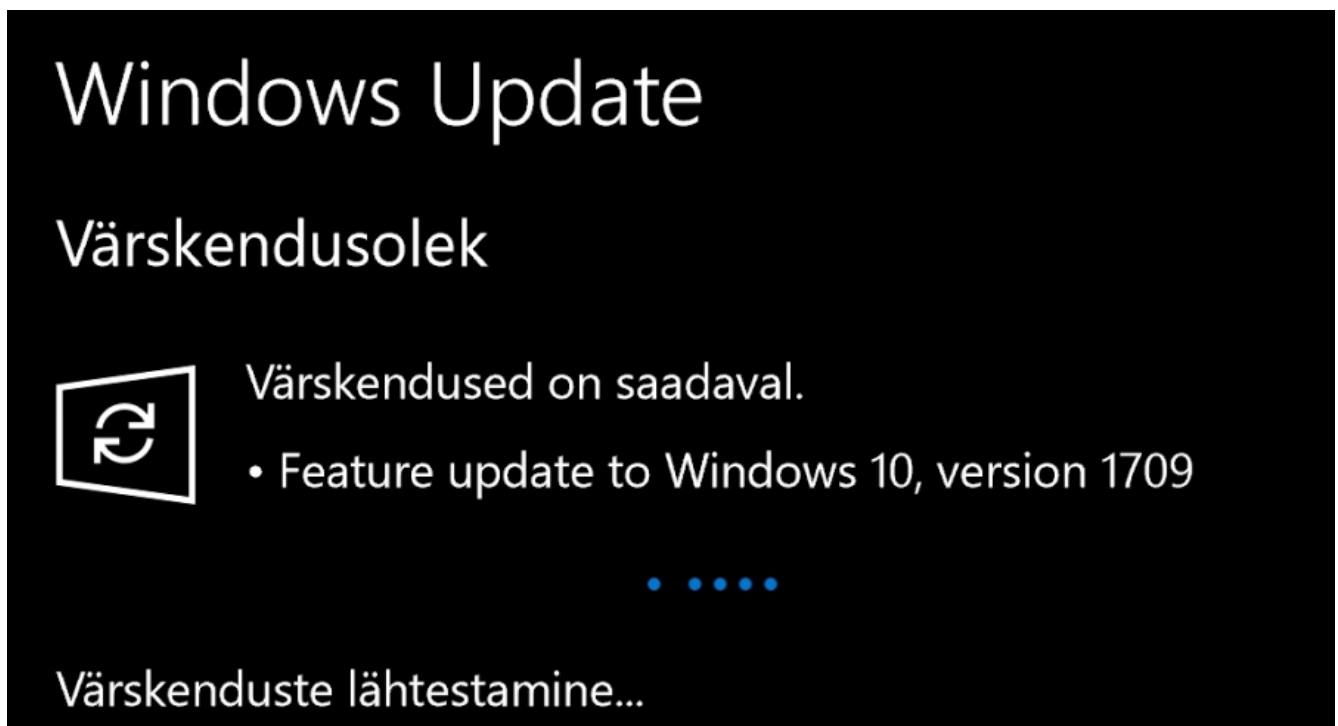 Windows Update
Värskendusolek
Värskendused on saadaval.
• Feature update to Windows 10, version 1709
Värskenduste lähtestamine...